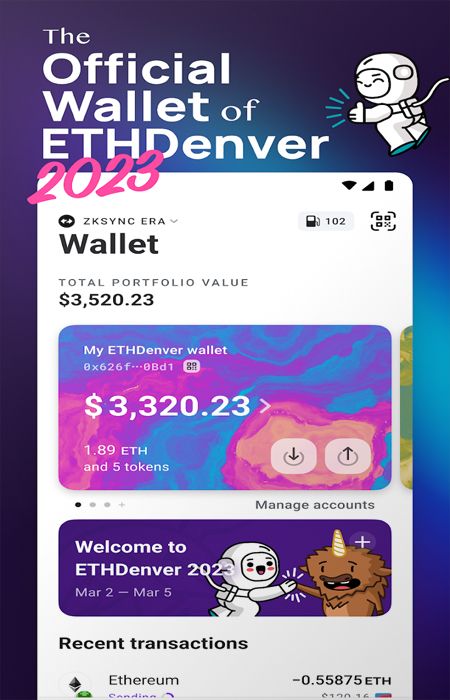 The
Official
Wallet of
ETHDenver
2023
ZKSYNC ERA
102
Wallet
TOTAL PORTFOLIO VALUE
$3,520.23
My ETHDenver wallet
0x626f···0Bd1
$3,320.23
1.89 ETH
and 5 tokens
Manage accounts
Welcome to
ETHDenver 2023
Mar 2 — Mar 5
Recent transactions
Ethereum
−0.55875 ETH
Sending
$120.16